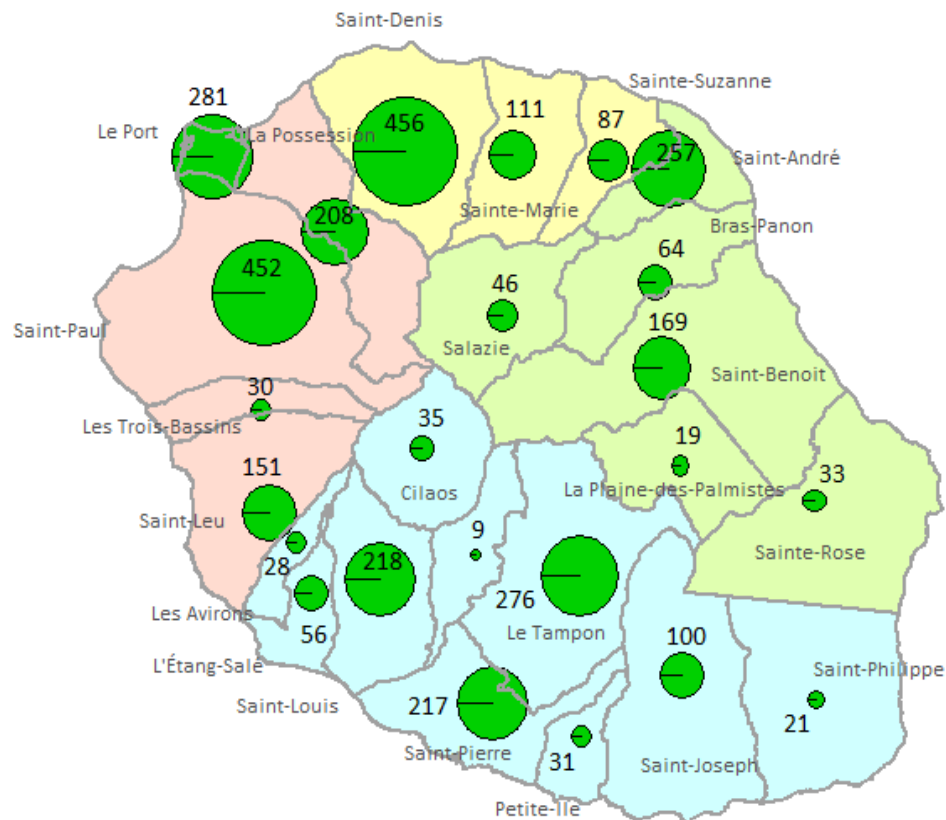 Saint-Denis
Sainte-Suzanne
281
111
87
Le Port
La Possession
456
257
Saint-André
208
Sainte-Marie
Bras-Panon
452
46
64
Saint-Paul
Salazie
169
Saint-Benoit
30
Les Trois-Bassins
35
19
151
Cilaos
La Plaine-des-Palmistes
33
Saint-Leu
9
Sainte-Rose
28
218
276
Les Avirons
56
Le Tampon
100
L'Étang-Salé
Saint-Philippe
Saint-Louis
217
21
Saint-Pierre
31
Saint-Joseph
Petite-Ile